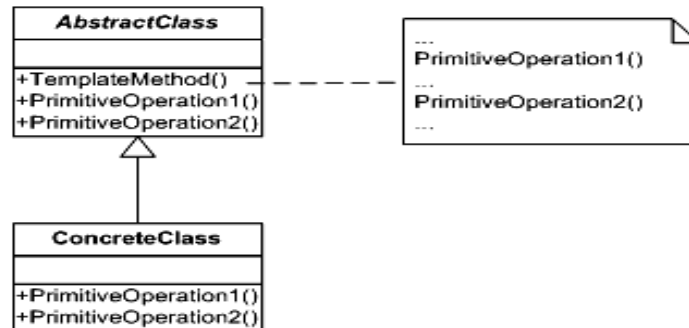 AbstractClass
+TemplateMethod()
+PrimitiveOperation1()
+PrimitiveOperation2()
...
PrimitiveOperation1()
...
PrimitiveOperation2()
...
ConcreteClass
+PrimitiveOperation1()
+PrimitiveOperation2()